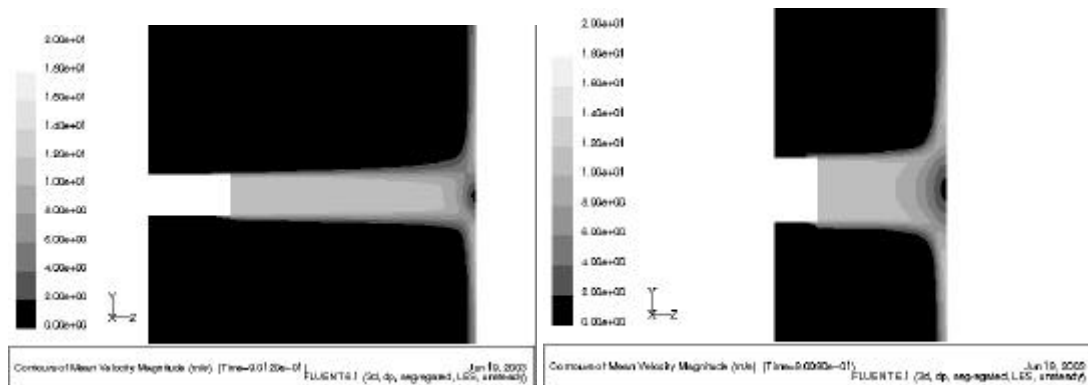 2.00e+01
1.80e+01
1.60e+01
1.40e+01
1.20e+01
1.00e+01
8.00e+00
6.00e+00
4.00e+00
2.00e+00
0.00e+00
Y
X Z
Contours of Mean Velocity Magnitude (m/s) (Time=9.0120e-01)
Jun 19, 2003
FLUENT 6.1 (3d, dp, segregated, LES, unsteady)
2.00e+01
1.80e+01
1.60e+01
1.40e+01
1.20e+01
1.00e+01
8.00e+00
6.00e+00
4.00e+00
2.00e+00
0.00e+00
Y
X Z
Contours of Mean Velocity Magnitude (m/s)
Jun 19, 2003
FLUENT 6.1 (3d, dp, segregated, LES, unsteady)